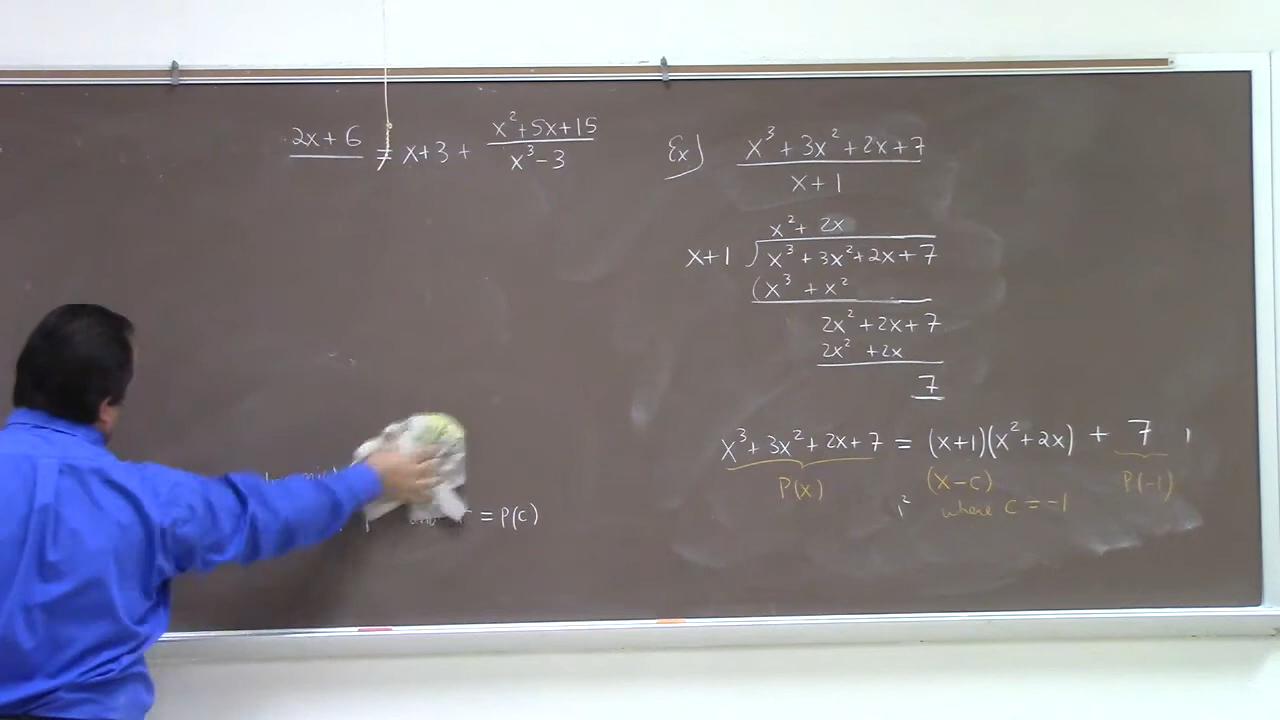 2x + 6 = x+3 + (x²+5x+15)/(x³-3)
= P(c)
Ex) (x³+3x²+2x+7)/(x+1)
x² + 2x
x+1 ) x³+3x²+2x+7
(x³ + x²
2x²+2x+7
2x² +2x
7
x³+3x²+2x+7 = (x+1)(x²+2x) + 7
P(x) (x-c) P(-1)
where c = -1